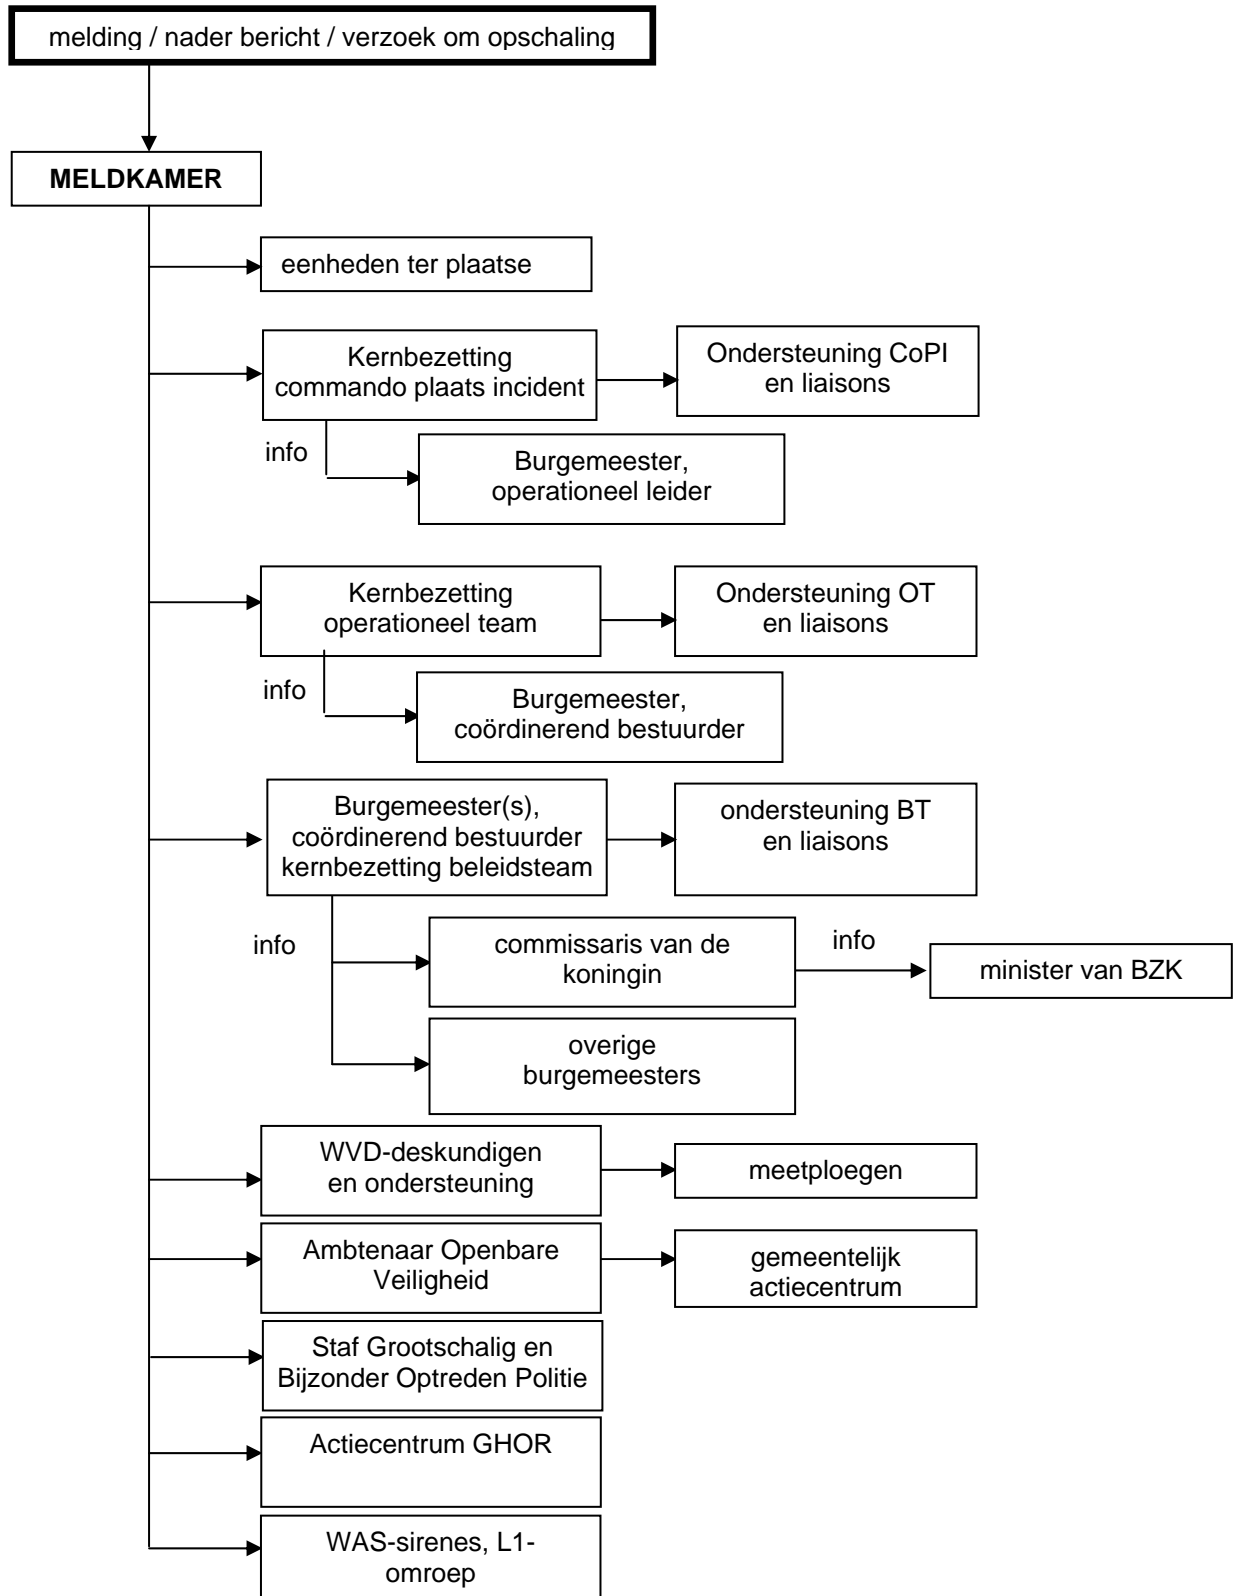 melding / nader bericht / verzoek om opschaling
MELDKAMER
eenheden ter plaatse
Kernbezetting
commando plaats incident
Ondersteuning CoPI
en liaisons
info
Burgemeester,
operationeel leider
Kernbezetting
operationeel team
Ondersteuning OT
en liaisons
info
Burgemeester,
coördinerend bestuurder
Burgemeester(s),
coördinerend bestuurder
kernbezetting beleidsteam
ondersteuning BT
en liaisons
info
commissaris van de
koningin
info
minister van BZK
overige
burgemeesters
WVD-deskundigen
en ondersteuning
meetploegen
Ambtenaar Openbare
Veiligheid
gemeentelijk
actiecentrum
Staf Grootschalig en
Bijzonder Optreden Politie
Actiecentrum GHOR
WAS-sirenes, L1-
omroep